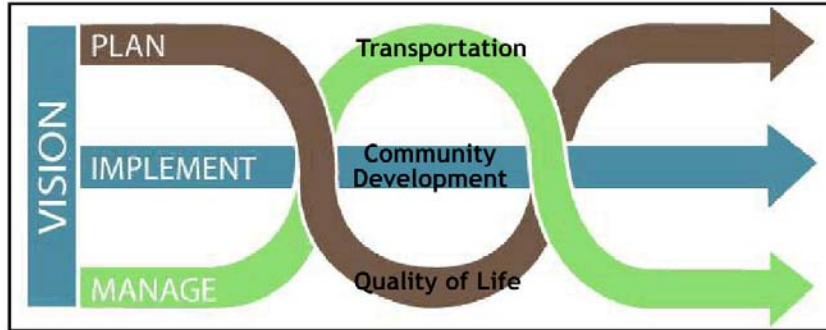 VISION
PLAN
Transportation
IMPLEMENT
Community
Development
MANAGE
Quality of Life